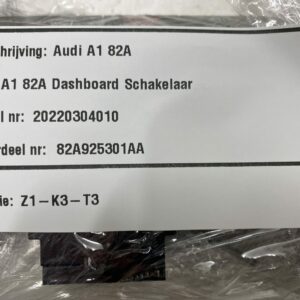 hrijving: Audi A1 82A
A1 82A Dashboard Schakelaar
l nr: 20220304010
rdeel nr: 82A925301AA
ie: Z1-K3-T3